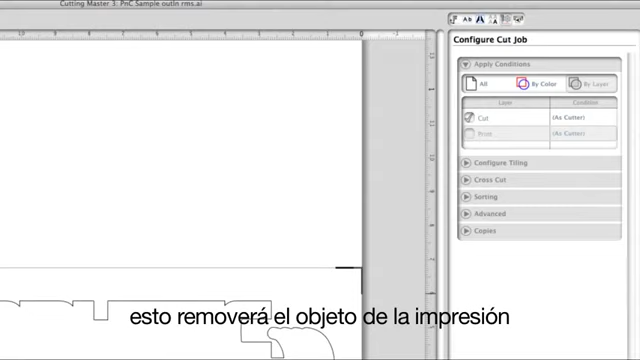 Cutting Master 3: PnC Sample outln rms.ai
Ab
Configure Cut Job
Apply Conditions
All
By Color
By Layer
Layer
Condition
Cut
(As Cutter)
Print
(As Cutter)
Configure Tiling
Cross Cut
Sorting
Advanced
Copies
esto removerá el objeto de la impresión